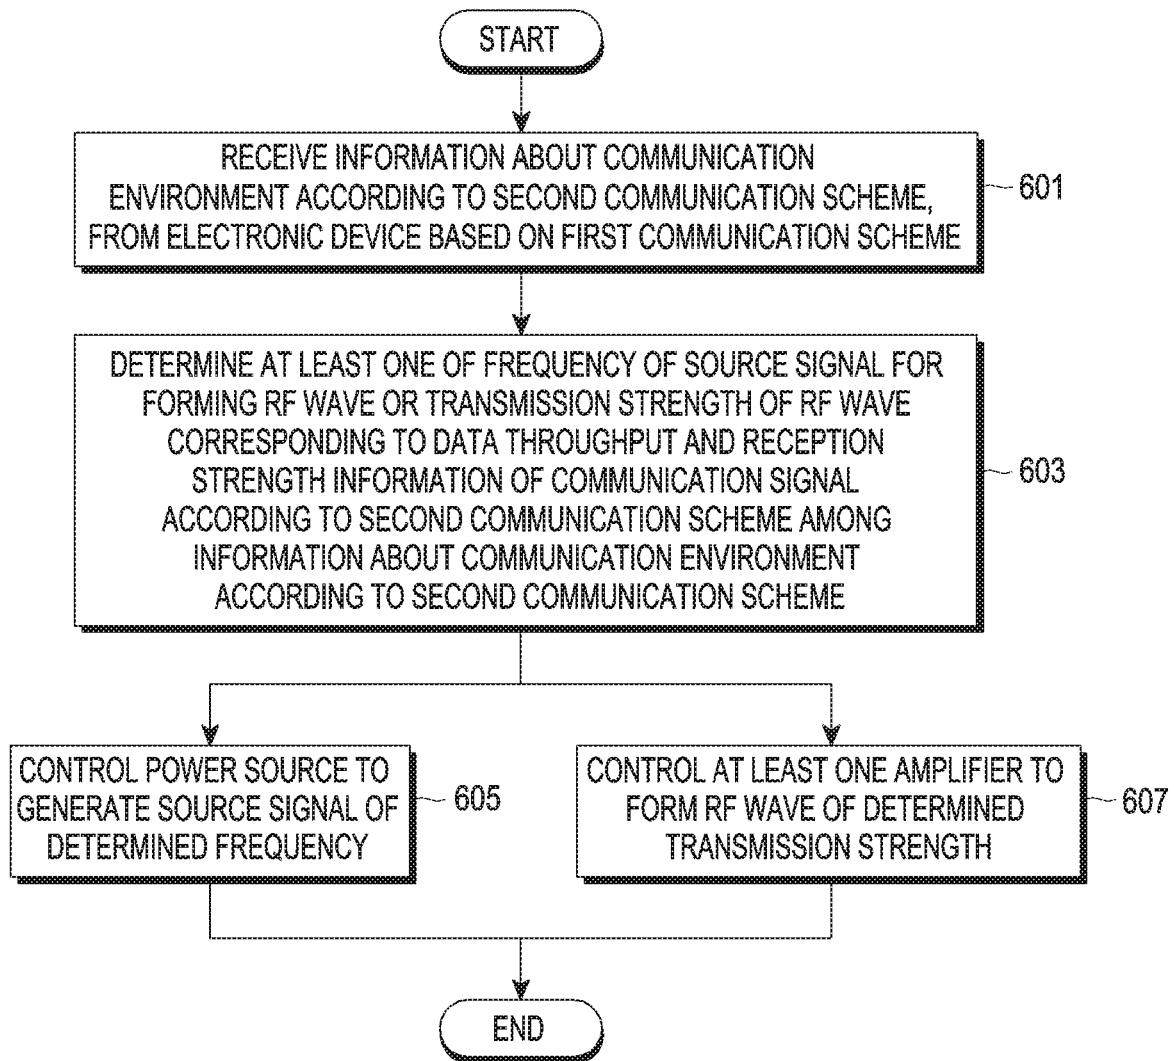 START
RECEIVE INFORMATION ABOUT COMMUNICATION
ENVIRONMENT ACCORDING TO SECOND COMMUNICATION SCHEME,
FROM ELECTRONIC DEVICE BASED ON FIRST COMMUNICATION SCHEME
601
DETERMINE AT LEAST ONE OF FREQUENCY OF SOURCE SIGNAL FOR
FORMING RF WAVE OR TRANSMISSION STRENGTH OF RF WAVE
CORRESPONDING TO DATA THROUGHPUT AND RECEPTION
STRENGTH INFORMATION OF COMMUNICATION SIGNAL
ACCORDING TO SECOND COMMUNICATION SCHEME AMONG
INFORMATION ABOUT COMMUNICATION ENVIRONMENT
ACCORDING TO SECOND COMMUNICATION SCHEME
603
CONTROL POWER SOURCE TO
GENERATE SOURCE SIGNAL OF
DETERMINED FREQUENCY
605
CONTROL AT LEAST ONE AMPLIFIER TO
FORM RF WAVE OF DETERMINED
TRANSMISSION STRENGTH
607
END